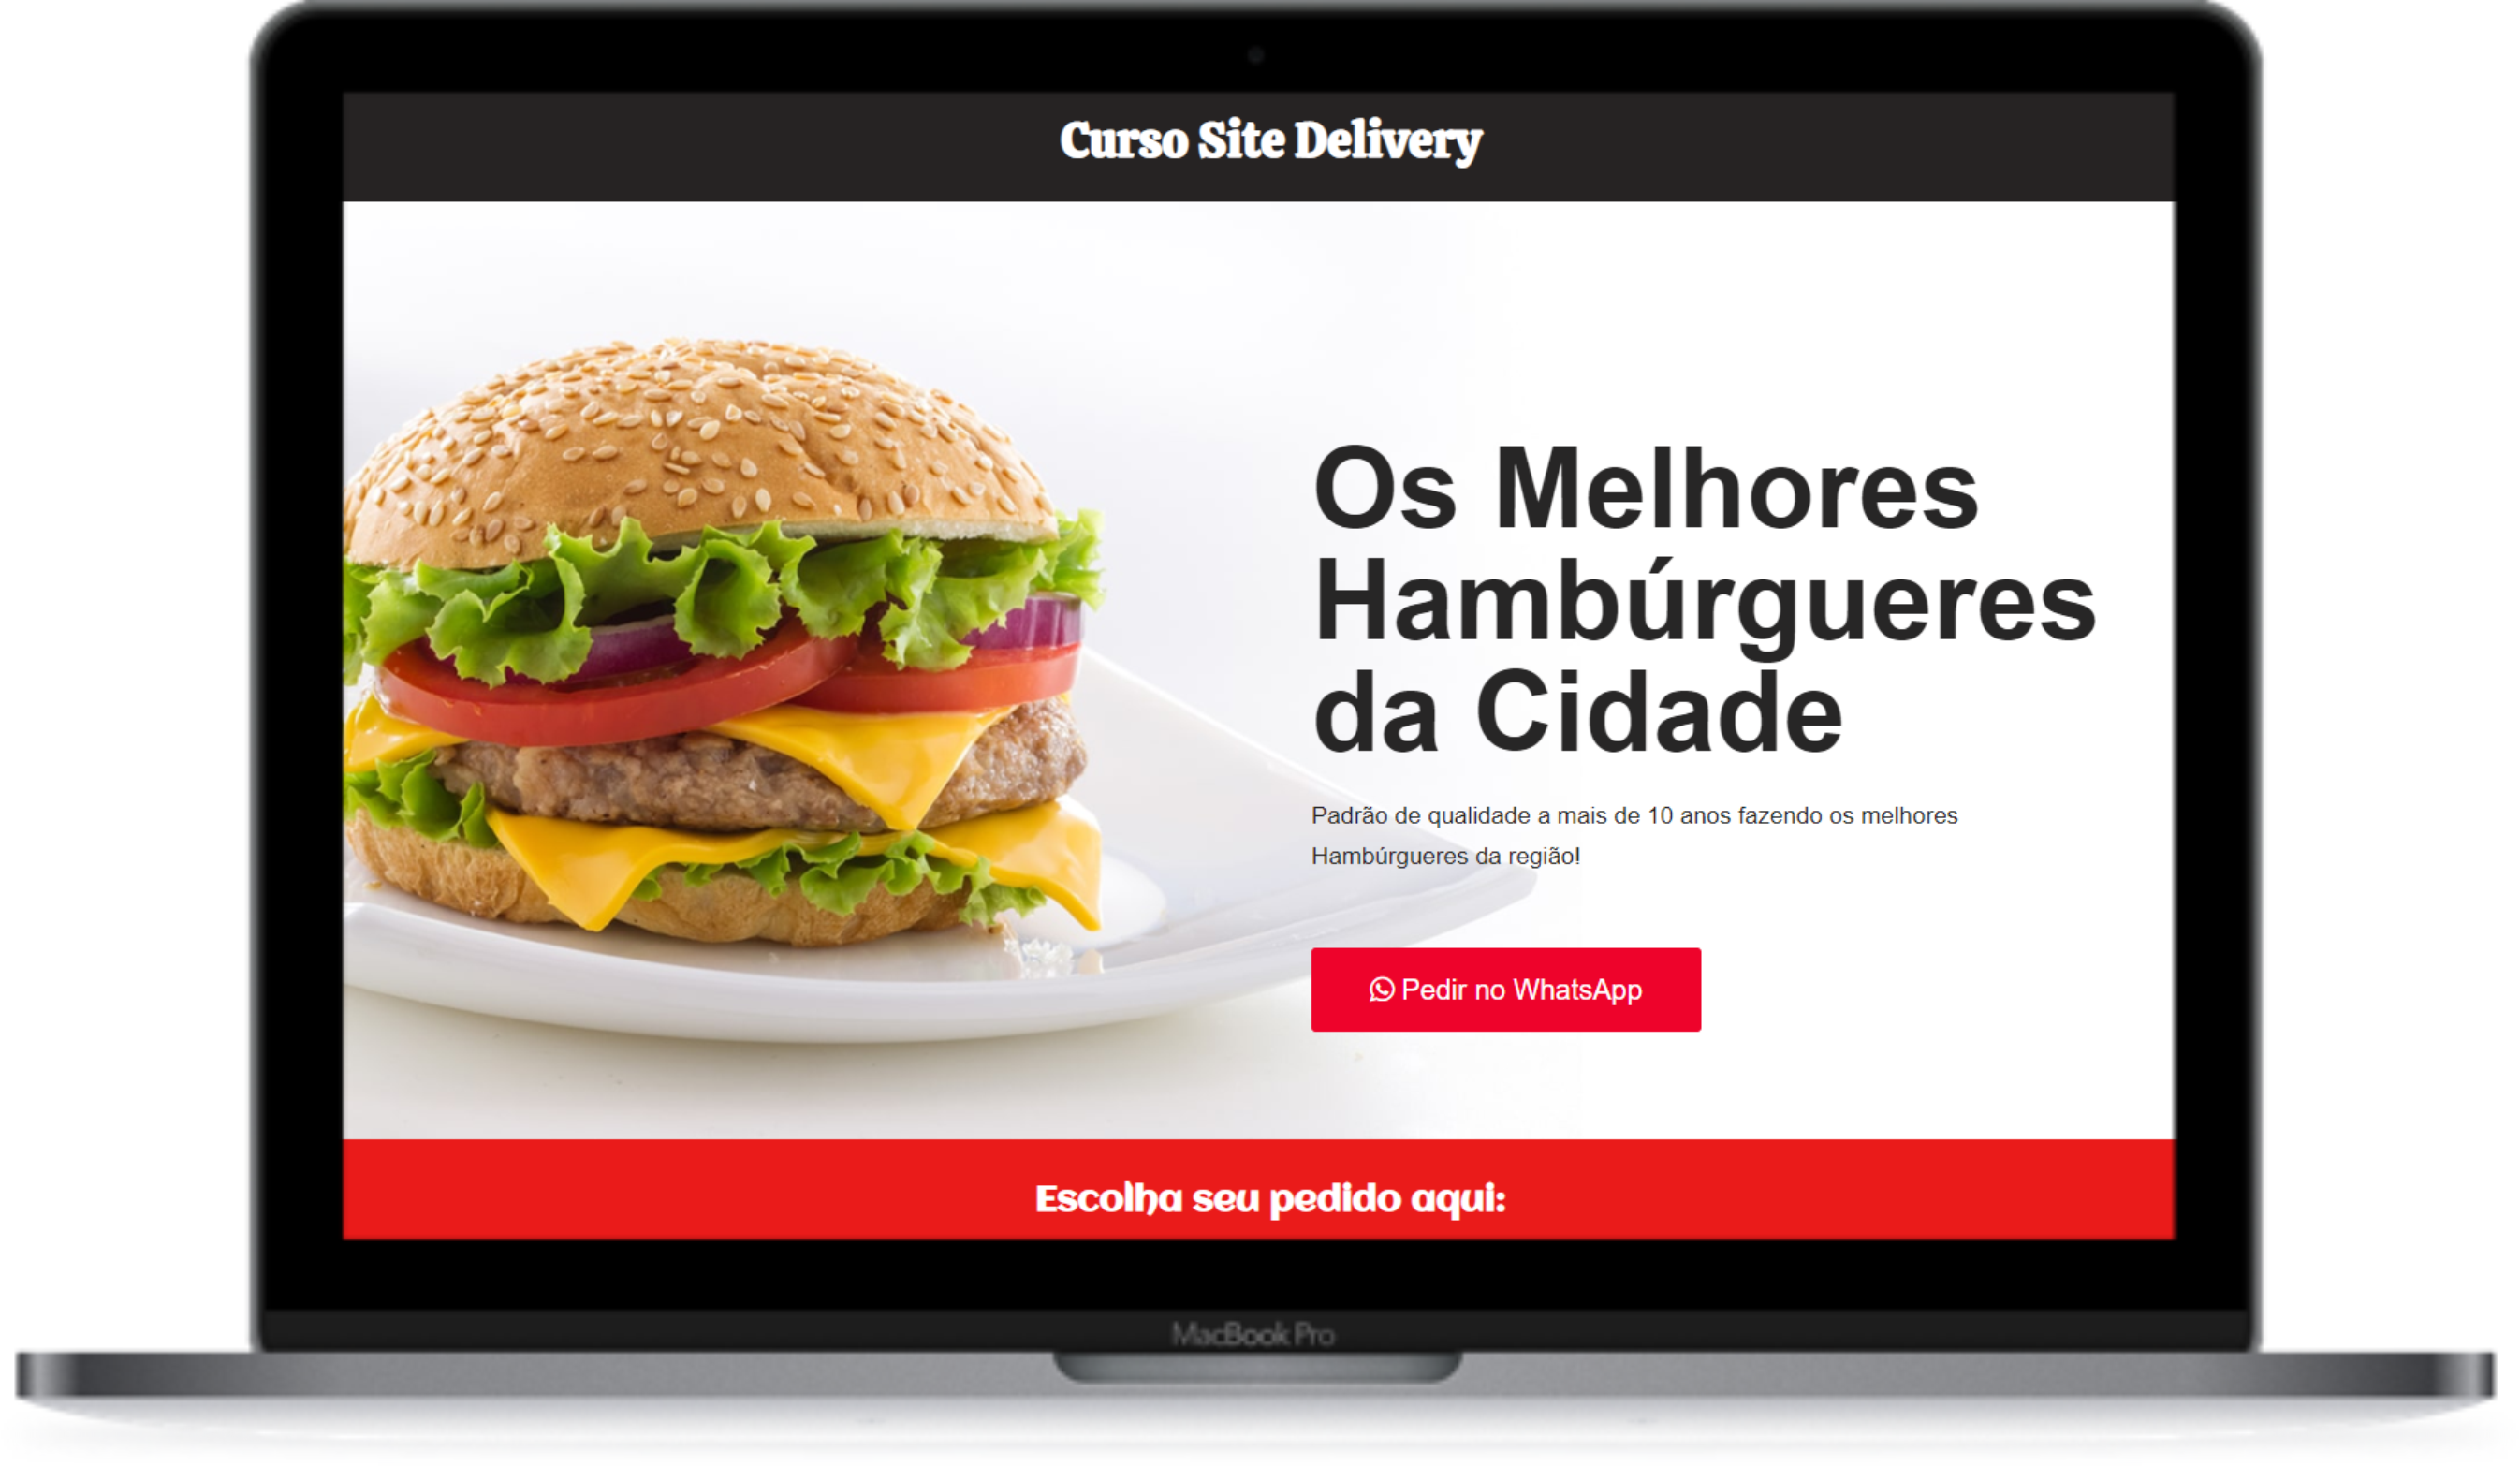 Curso Site Delivery
Os Melhores
Hambúrgueres
da Cidade
Padrão de qualidade a mais de 10 anos fazendo os melhores
Hambúrgueres da região!
Pedir no WhatsApp
Escolha seu pedido aqui:
MacBook Pro